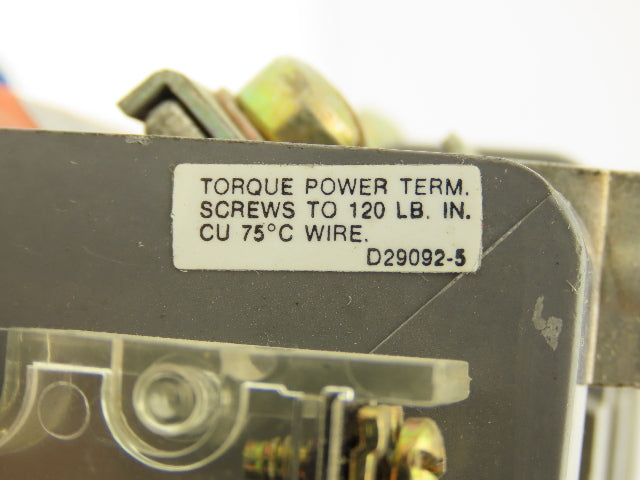 TORQUE POWER TERM.
SCREWS TO 120 LB. IN.
CU 75°C WIRE.
D29092-5